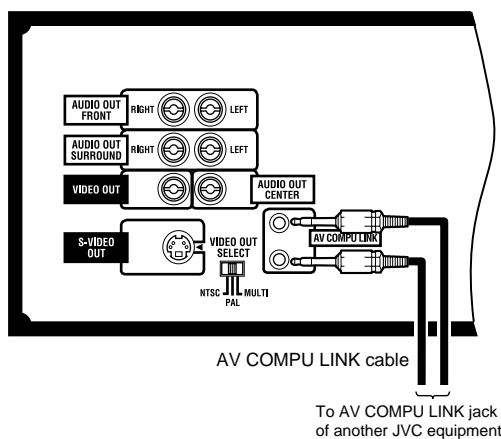 AUDIO OUT
FRONT
RIGHT
LEFT
AUDIO OUT
SURROUND
RIGHT
LEFT
VIDEO OUT
AUDIO OUT
CENTER
S-VIDEO
OUT
VIDEO OUT
SELECT
NTSC
PAL
MULTI
AV COMPU LINK
AV COMPU LINK cable
To AV COMPU LINK jack
of another JVC equipment